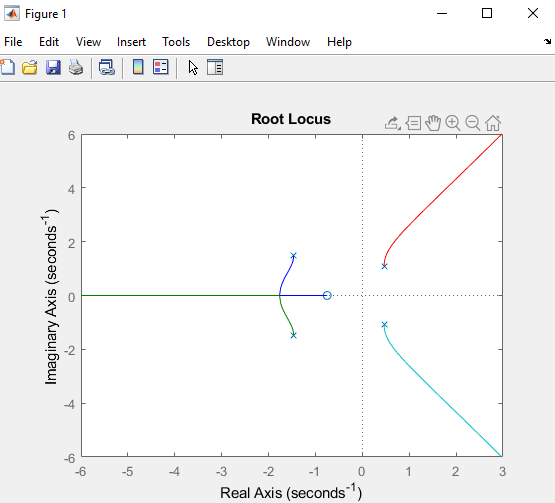 Figure 1
File Edit View Insert Tools Desktop Window Help
Root Locus
6
4
2
0
-2
-4
-6
Imaginary Axis (seconds-1)
-6 -5 -4 -3 -2 -1 0 1 2 3
Real Axis (seconds-1)